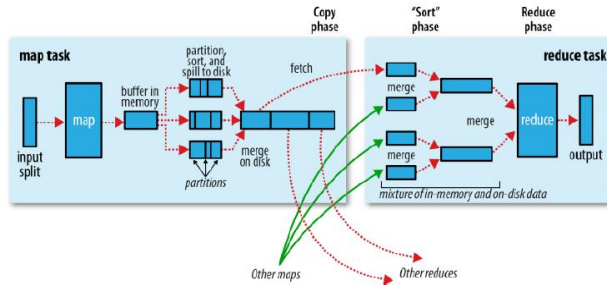 Copy
phase
“Sort”
phase
Reduce
phase
map task
partition,
sort, and
spill to disk
fetch
reduce task
buffer in
memory
map
merge
merge
reduce
input
split
merge
on disk
merge
output
partitions
mixture of in-memory and on-disk data
Other maps
Other reduces